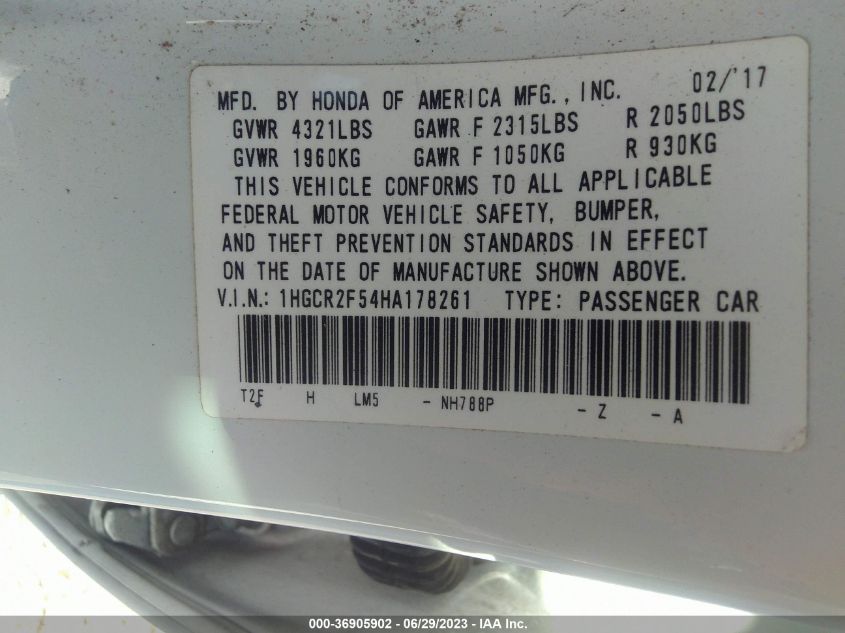 MFD. BY HONDA OF AMERICA MFG., INC. 02/'17
GVWR 4321LBS GAWR F 2315LBS R 2050LBS
GVWR 1960KG GAWR F 1050KG R 930KG
THIS VEHICLE CONFORMS TO ALL APPLICABLE
FEDERAL MOTOR VEHICLE SAFETY, BUMPER,
AND THEFT PREVENTION STANDARDS IN EFFECT
ON THE DATE OF MANUFACTURE SHOWN ABOVE.
V.I.N.: 1HGCR2F54HA178261 TYPE: PASSENGER CAR
T2F H LM5 - NH788P - Z - A
*
000-36905902 - 06/29/2023 - IAA Inc.